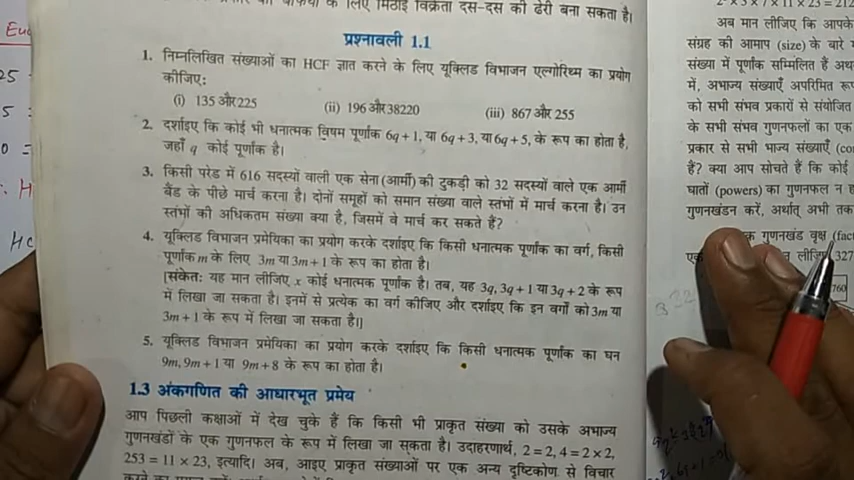 के लिए मिठाई विक्रेता दस-दस की ढेरी बना सकता है।
प्रश्नावली 1.1
1. निम्नलिखित संख्याओं का HCF ज्ञात करने के लिए यूक्लिड विभाजन एल्गोरिथ्म का प्रयोग
कीजिए:
(i) 135 और 225 (ii) 196 और 38220 (iii) 867 और 255
2. दर्शाइए कि कोई भी धनात्मक विषम पूर्णांक 6q + 1, या 6q + 3, या 6q + 5, के रूप का होता है,
जहाँ q कोई पूर्णांक है।
3. किसी परेड में 616 सदस्यों वाली एक सेना (आर्मी) की टुकड़ी को 32 सदस्यों वाले एक आर्मी
बैंड के पीछे मार्च करना है। दोनों समूहों को समान संख्या वाले स्तंभों में मार्च करना है। उन
स्तंभों की अधिकतम संख्या क्या है, जिसमें वे मार्च कर सकते हैं?
4. यूक्लिड विभाजन प्रमेयिका का प्रयोग करके दर्शाइए कि किसी धनात्मक पूर्णांक का वर्ग, किसी
पूर्णांक m के लिए 3m या 3m + 1 के रूप का होता है।
[संकेत: यह मान लीजिए x कोई धनात्मक पूर्णांक है। तब, यह 3q, 3q + 1 या 3q + 2 के रूप
में लिखा जा सकता है। इनमें से प्रत्येक का वर्ग कीजिए और दर्शाइए कि इन वर्गों को 3m या
3m + 1 के रूप में लिखा जा सकता है।]
5. यूक्लिड विभाजन प्रमेयिका का प्रयोग करके दर्शाइए कि किसी धनात्मक पूर्णांक का घन
9m, 9m + 1 या 9m + 8 के रूप का होता है।
1.3 अंकगणित की आधारभूत प्रमेय
आप पिछली कक्षाओं में देख चुके हैं कि किसी भी प्राकृत संख्या को उसके अभाज्य
गुणनखंडों के एक गुणनफल के रूप में लिखा जा सकता है। उदाहरणार्थ, 2 = 2, 4 = 2 × 2,
253 = 11 × 23, इत्यादि। अब, आइए प्राकृत संख्याओं पर एक अन्य दृष्टिकोण से विचार
अब मान लीजिए कि आपके
संग्रह की आमाप (size) के बारे
संख्या में पूर्णांक सम्मिलित हैं
में, अभाज्य संख्याएँ अपरिमित
को सभी संभव प्रकारों से संयोजित
के सभी संभव गुणनफलों का एक
प्रकार से सभी भाज्य संख्याएँ
हैं? क्या आप सोचते हैं कि कोई
घातों (powers) का गुणनफल न
गुणनखंडन करें, अर्थात् अभी तक
गुणनखंड वृक्ष
लीजिए 327
760